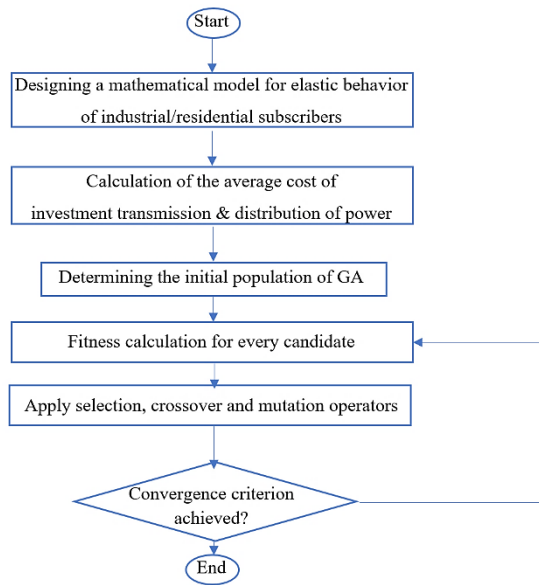 Start
Designing a mathematical model for elastic behavior
of industrial/residential subscribers
Calculation of the average cost of
investment transmission & distribution of power
Determining the initial population of GA
Fitness calculation for every candidate
Apply selection, crossover and mutation operators
Convergence criterion
achieved?
End